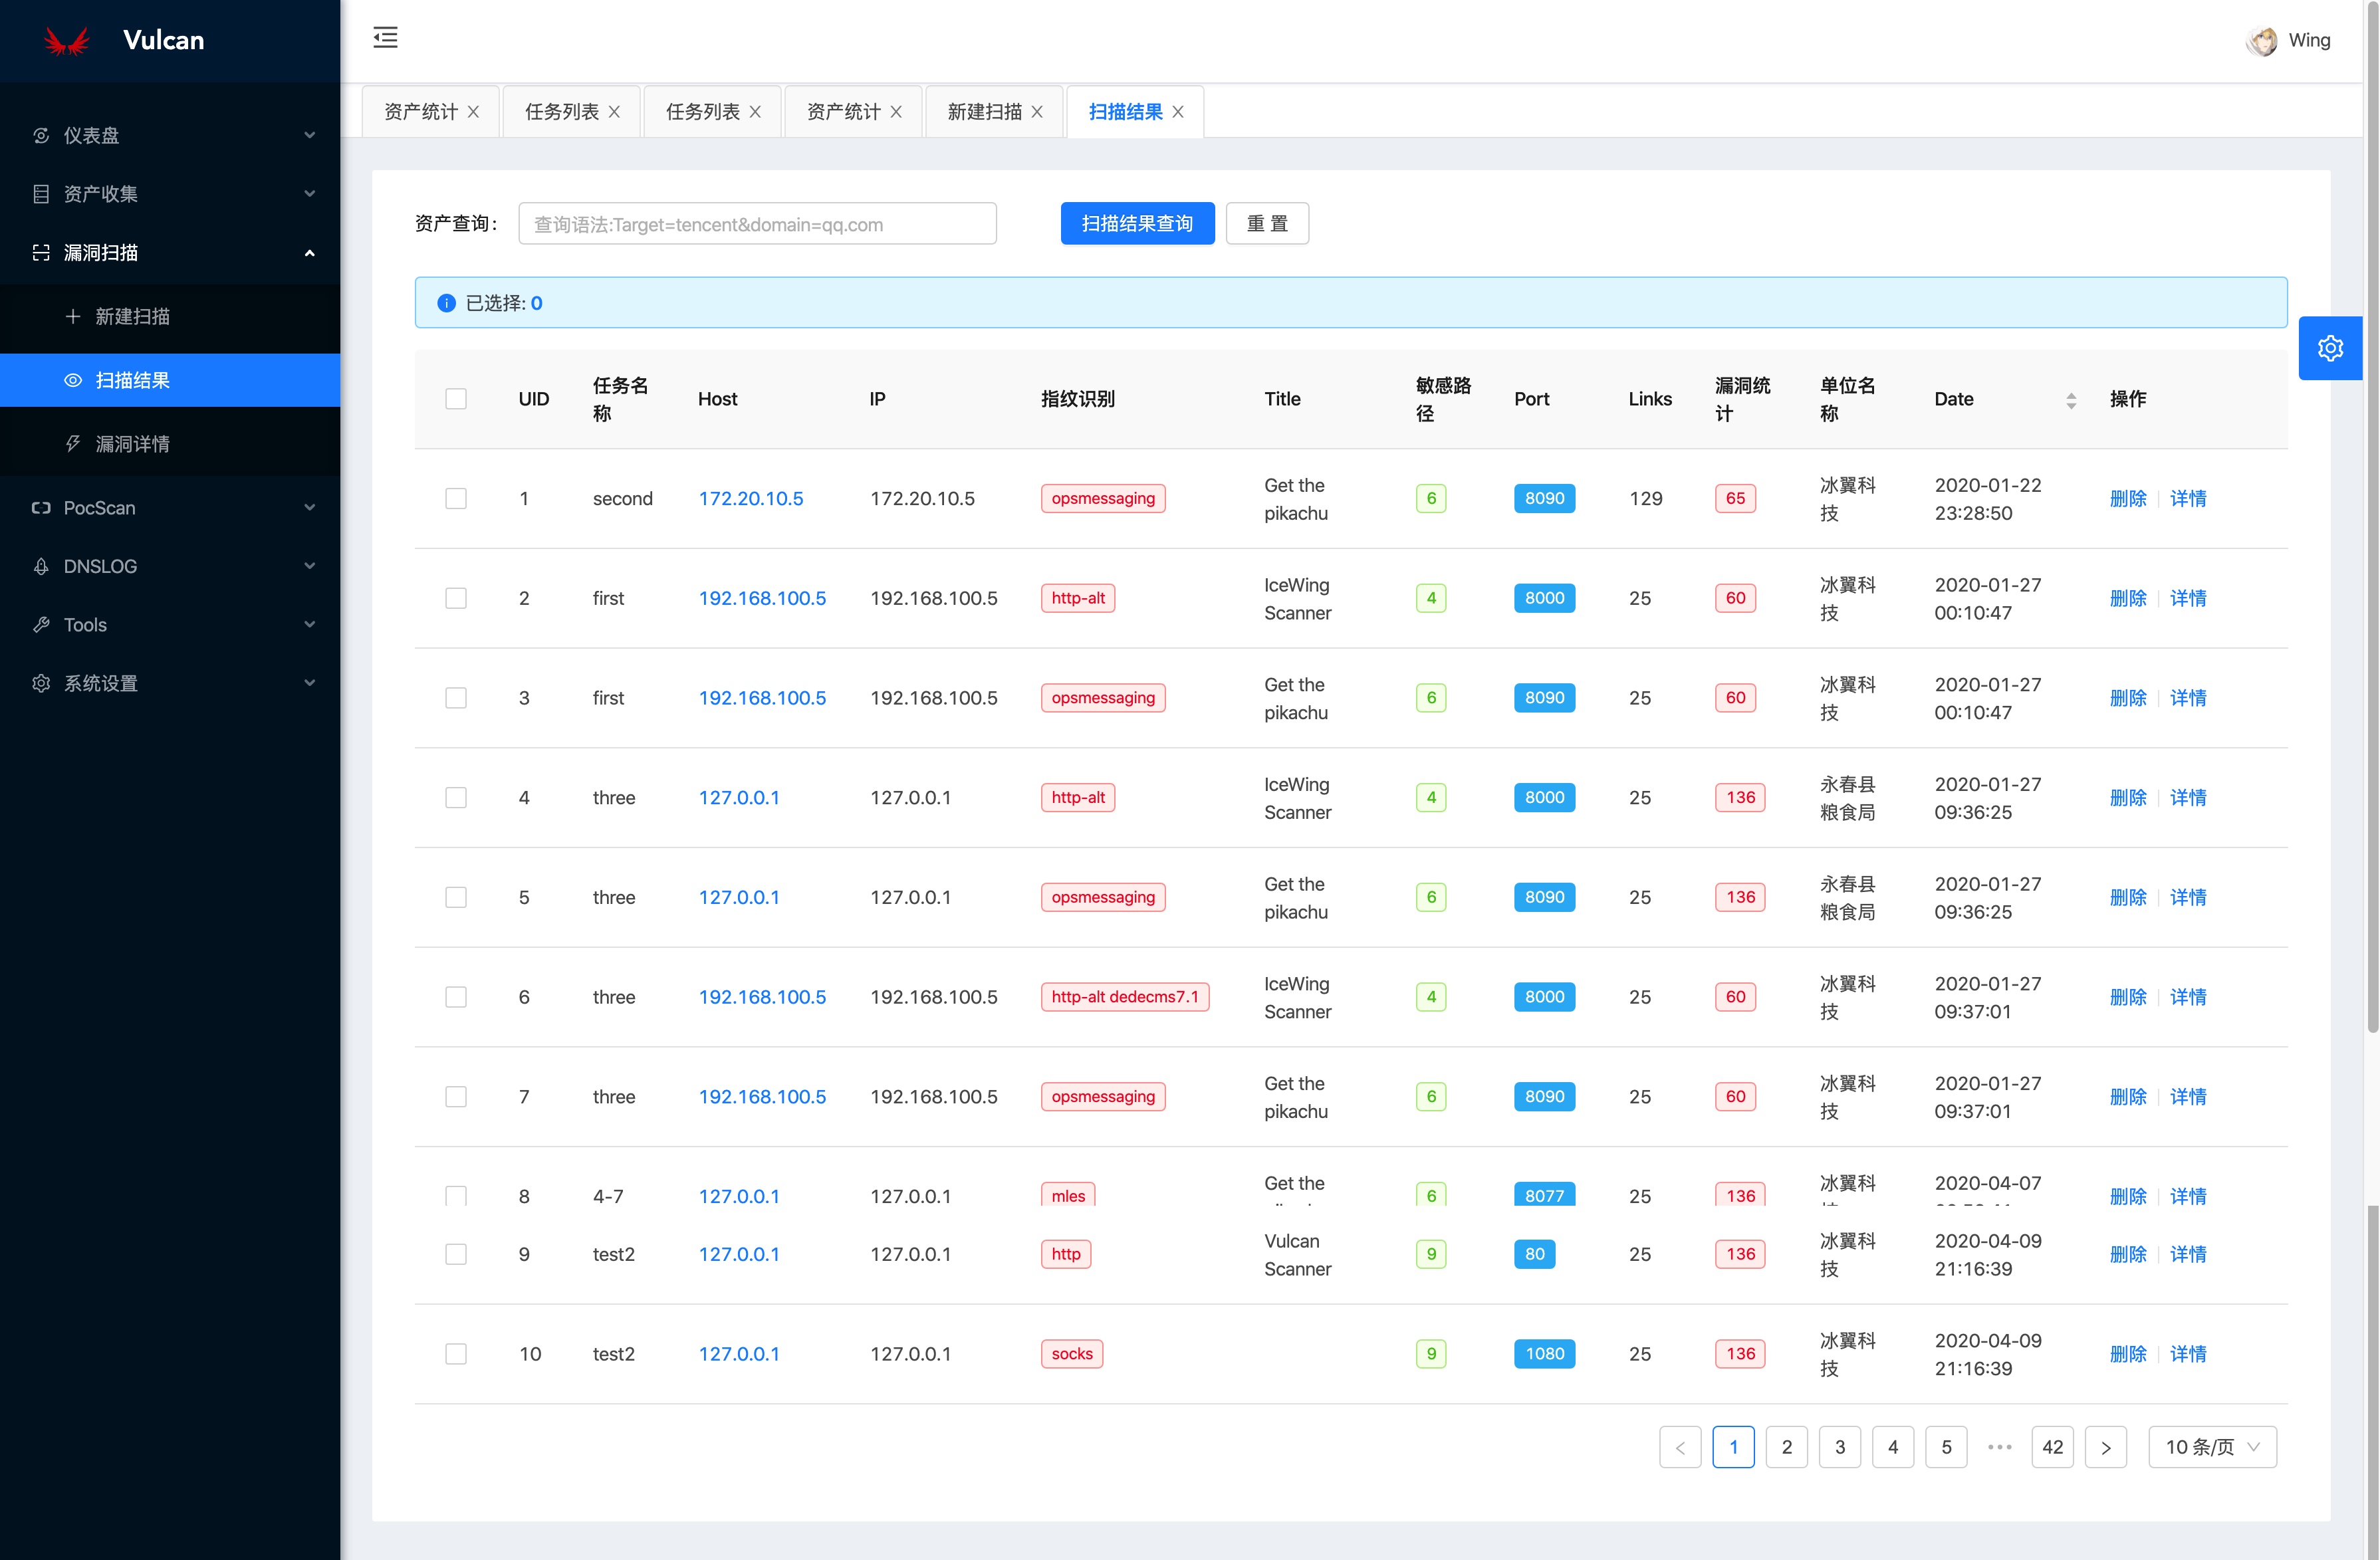 Vulcan
Wing
仪表盘
资产收集
漏洞扫描
新建扫描
扫描结果
漏洞详情
PocScan
DNSLOG
Tools
系统设置
资产统计 任务列表 任务列表 资产统计 新建扫描 扫描结果
资产查询: 查询语法:Target=tencent&domain=qq.com 扫描结果查询 重 置
已选择: 0
UID 任务名称 Host IP 指纹识别 Title 敏感路径 Port Links 漏洞统计 单位名称 Date 操作
1 second 172.20.10.5 172.20.10.5 opsmessaging Get the pikachu 6 8090 129 65 冰翼科技 2020-01-22 23:28:50 删除 详情
2 first 192.168.100.5 192.168.100.5 http-alt IceWing Scanner 4 8000 25 60 冰翼科技 2020-01-27 00:10:47 删除 详情
3 first 192.168.100.5 192.168.100.5 opsmessaging Get the pikachu 6 8090 25 60 冰翼科技 2020-01-27 00:10:47 删除 详情
4 three 127.0.0.1 127.0.0.1 http-alt IceWing Scanner 4 8000 25 136 永春县粮食局 2020-01-27 09:36:25 删除 详情
5 three 127.0.0.1 127.0.0.1 opsmessaging Get the pikachu 6 8090 25 136 永春县粮食局 2020-01-27 09:36:25 删除 详情
6 three 192.168.100.5 192.168.100.5 http-alt dedecms7.1 IceWing Scanner 4 8000 25 60 冰翼科技 2020-01-27 09:37:01 删除 详情
7 three 192.168.100.5 192.168.100.5 opsmessaging Get the pikachu 6 8090 25 60 冰翼科技 2020-01-27 09:37:01 删除 详情
8 4-7 127.0.0.1 127.0.0.1 mles Get the 6 8077 25 136 冰翼科 2020-04-07 删除 详情
9 test2 127.0.0.1 127.0.0.1 http Vulcan Scanner 9 80 25 136 冰翼科技 2020-04-09 21:16:39 删除 详情
10 test2 127.0.0.1 127.0.0.1 socks 9 1080 25 136 冰翼科技 2020-04-09 21:16:39 删除 详情
< 1 2 3 4 5 ••• 42 > 10 条/页